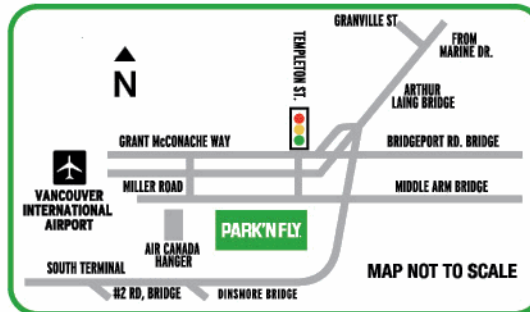 GRANVILLE ST
FROM
MARINE DR.
TEMPLETON ST.
N
ARTHUR
LAING BRIDGE
GRANT McCONACHE WAY
BRIDGEPORT RD. BRIDGE
VANCOUVER
INTERNATIONAL
AIRPORT
MILLER ROAD
MIDDLE ARM BRIDGE
PARK'N FLY.
AIR CANADA
HANGER
SOUTH TERMINAL
MAP NOT TO SCALE
#2 RD, BRIDGE
DINSHORE BRIDGE